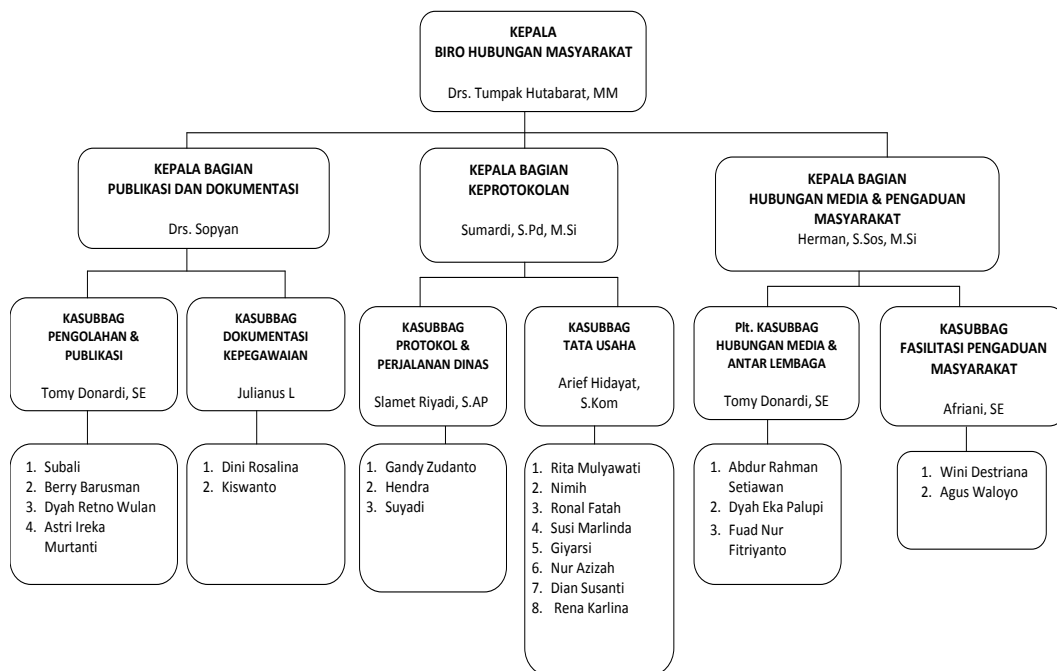 KEPALA
BIRO HUBUNGAN MASYARAKAT
Drs. Tumpak Hutabarat, MM
KEPALA BAGIAN
PUBLIKASI DAN DOKUMENTASI
Drs. Sopyan
KEPALA BAGIAN
KEPROTOKOLAN
Sumardi, S.Pd, M.Si
KEPALA BAGIAN
HUBUNGAN MEDIA & PENGADUAN
MASYARAKAT
Herman, S.Sos, M.Si
KASUBBAG
PENGOLAHAN &
PUBLIKASI
Tomy Donardi, SE
KASUBBAG
DOKUMENTASI
KEPEGAWAIAN
Julianus L
KASUBBAG
PROTOKOL &
PERJALANAN DINAS
Slamet Riyadi, S.AP
KASUBBAG
TATA USAHA
Arief Hidayat,
S.Kom
Plt. KASUBBAG
HUBUNGAN MEDIA &
ANTAR LEMBAGA
Tomy Donardi, SE
KASUBBAG
FASILITASI PENGADUAN
MASYARAKAT
Afriani, SE
1. Subali
2. Berry Barusman
3. Dyah Retno Wulan
4. Astri Ireka
Murtanti
1. Dini Rosalina
2. Kiswanto
1. Gandy Zudanto
2. Hendra
3. Suyadi
1. Rita Mulyawati
2. Nimih
3. Ronal Fatah
4. Susi Marlinda
5. Giyarsi
6. Nur Azizah
7. Dian Susanti
8. Rena Karlina
1. Abdur Rahman
Setiawan
2. Dyah Eka Palupi
3. Fuad Nur
Fitriyanto
1. Wini Destriana
2. Agus Waloyo